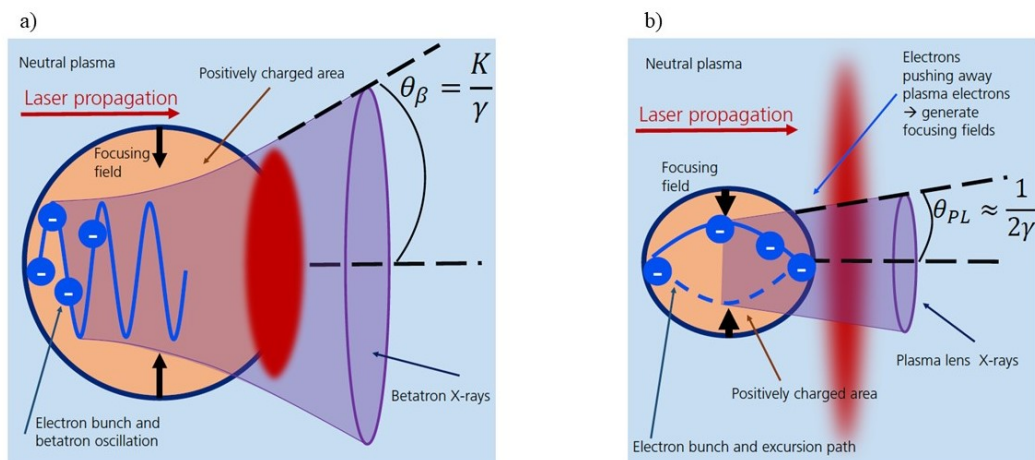 a)
Neutral plasma
Positively charged area
θβ = K/γ
Laser propagation
Focusing
field
-
-
-
-
Betatron X-rays
Electron bunch and
betatron oscillation
b)
Neutral plasma
Electrons
pushing away
plasma electrons
→ generate
focusing fields
Laser propagation
Focusing
field
θPL ≈ 1/2γ
-
-
-
-
Plasma lens X-rays
Positively charged area
Electron bunch and excursion path